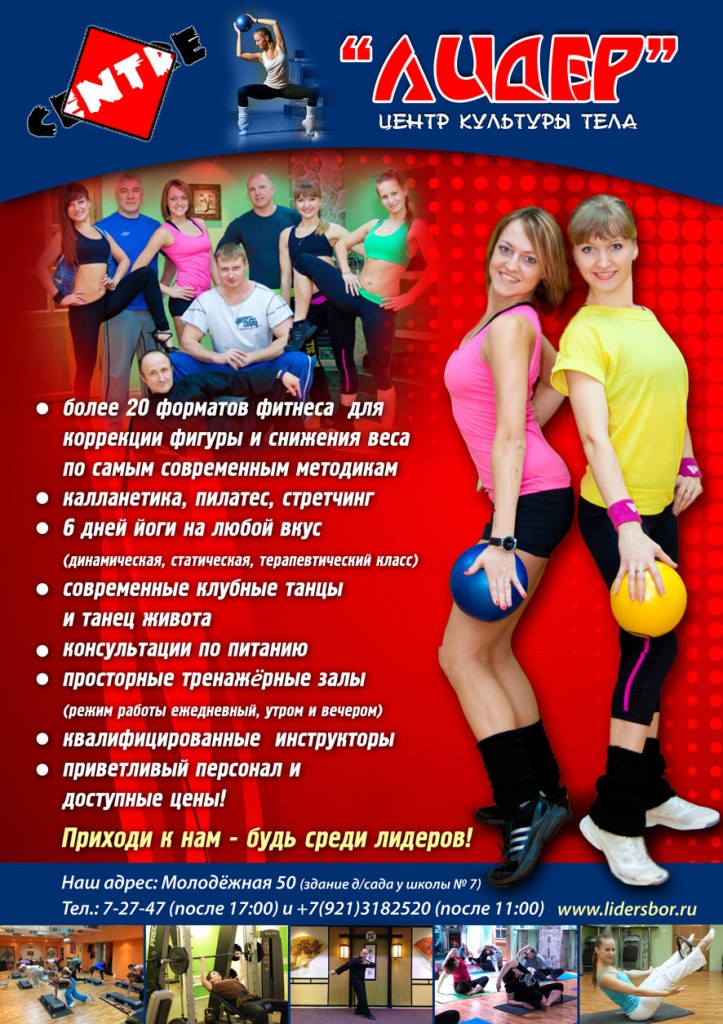 CENTRE
"ЛИДЕР"
ЦЕНТР КУЛЬТУРЫ ТЕЛА
• более 20 форматов фитнеса для
коррекции фигуры и снижения веса
по самым современным методикам
• калланетика, пилатес, стретчинг
• 6 дней йоги на любой вкус
(динамическая, статическая, терапевтический класс)
• современные клубные танцы
и танец живота
• консультации по питанию
• просторные тренажёрные залы
(режим работы ежедневный, утром и вечером)
• квалифицированные инструкторы
• приветливый персонал и
доступные цены!
Приходи к нам - будь среди лидеров!
Наш адрес: Молодёжная 50 (здание д/сада у школы № 7)
Тел.: 7-27-47 (после 17:00) и +7(921)3182520 (после 11:00) www.lidersbor.ru